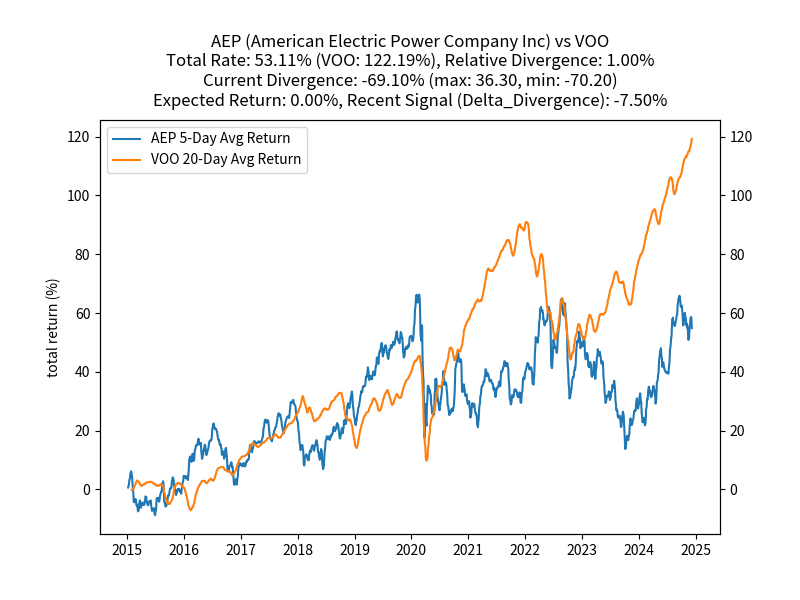 AEP (American Electric Power Company Inc) vs VOO
Total Rate: 53.11% (VOO: 122.19%), Relative Divergence: 1.00%
Current Divergence: -69.10% (max: 36.30, min: -70.20)
Expected Return: 0.00%, Recent Signal (Delta_Divergence): -7.50%
AEP 5-Day Avg Return
VOO 20-Day Avg Return
total return (%)
120
100
80
60
40
20
0
120
100
80
60
40
20
0
2015 2016 2017 2018 2019 2020 2021 2022 2023 2024 2025